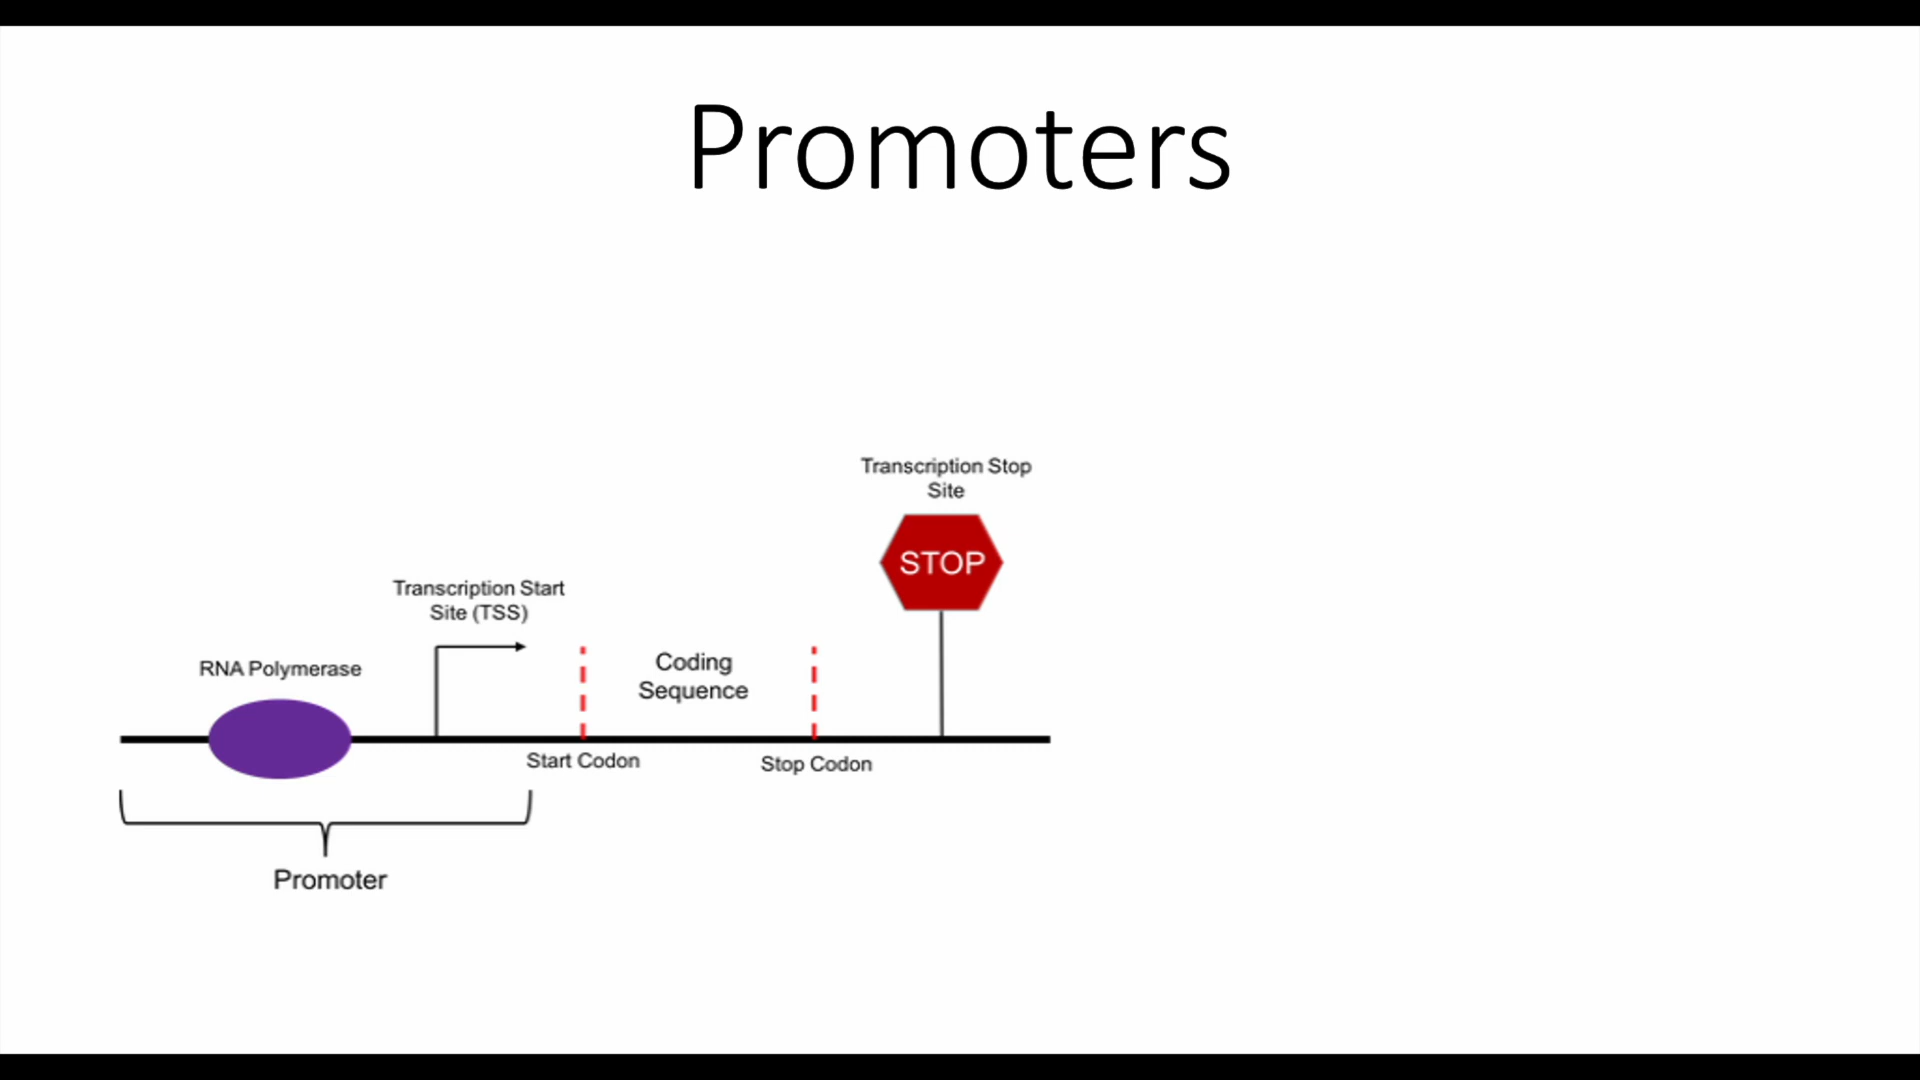 Promoters
Transcription Stop
Site
STOP
Transcription Start
Site (TSS)
RNA Polymerase
Coding
Sequence
Start Codon
Stop Codon
Promoter